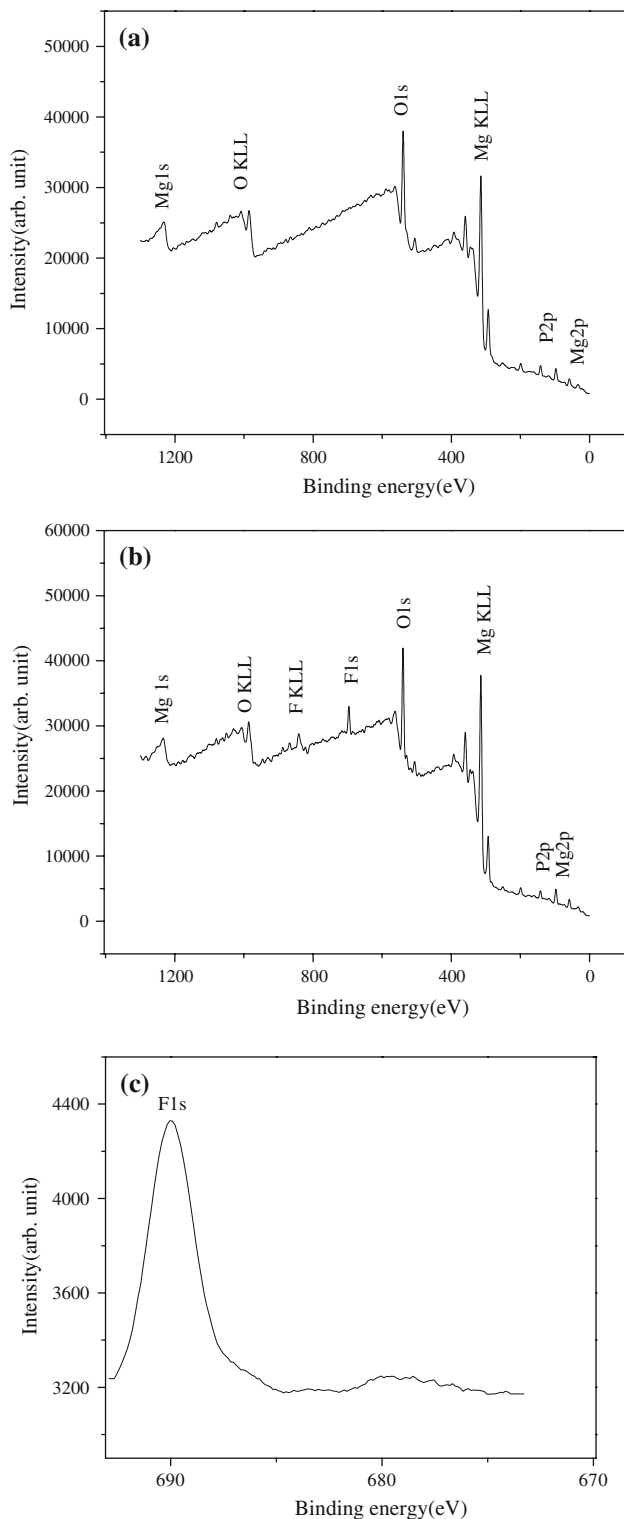 (a)
50000
40000
30000
20000
10000
0
Intensity(arb. unit)
Mg1s
O KLL
O1s
Mg KLL
P2p
Mg2p
1200 800 400 0
Binding energy(eV)
(b)
60000
50000
40000
30000
20000
10000
0
Intensity(arb. unit)
Mg 1s
O KLL
F KLL
F1s
O1s
Mg KLL
P2p
Mg2p
1200 800 400 0
Binding energy(eV)
(c)
F1s
4400
4000
3600
3200
Intensity(arb. unit)
690 680 670
Binding energy(eV)